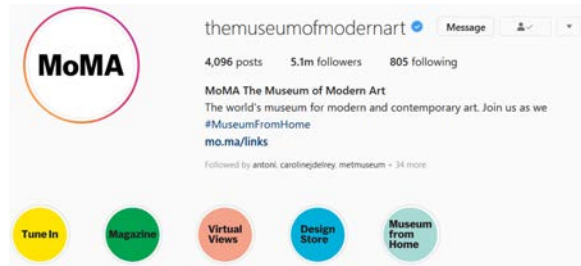 MoMA
themuseumofmodernart
Message
4,096 posts 5.1m followers 805 following
MoMA The Museum of Modern Art
The world's museum for modern and contemporary art. Join us as we
#MuseumFromHome
mo.ma/links
Followed by antoni, carolinejdelrey, metmuseum + 34 more
Tune In
Magazine
Virtual
Views
Design
Store
Museum
from
Home